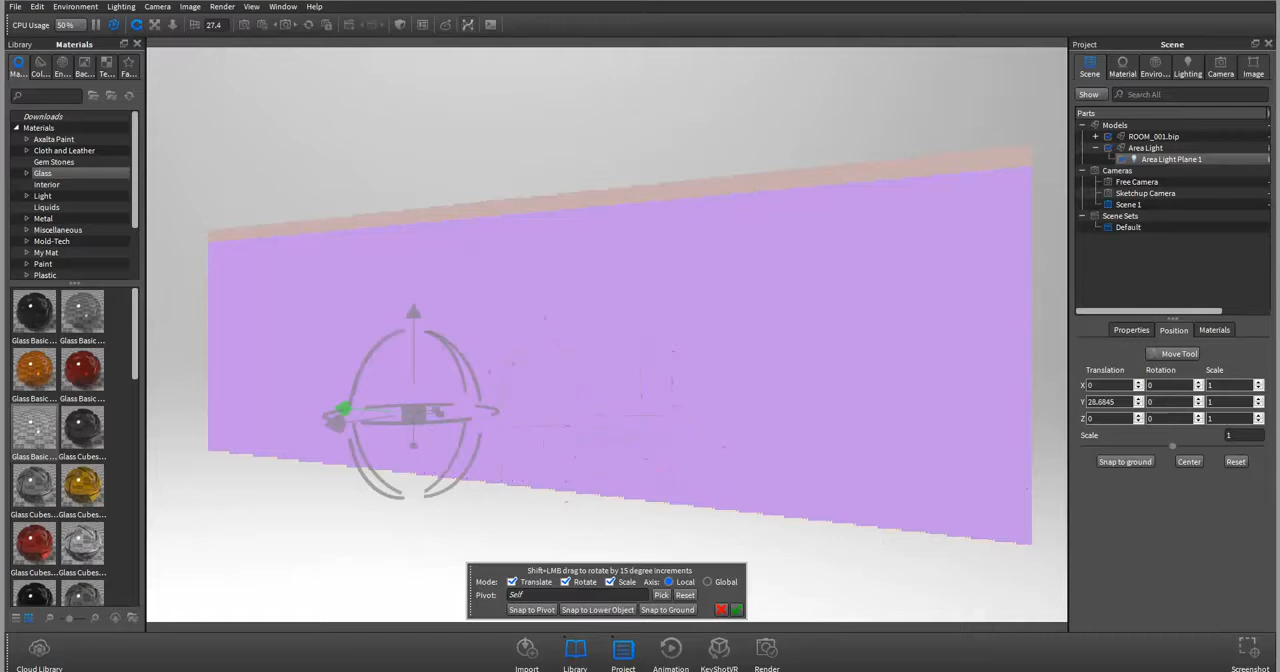 File Edit Environment Lighting Camera Image Render View Window Help
CPU Usage 50% 27.4
Library Materials
Ma... Col... En... Bac... Te... Fa...
Downloads
Materials
Axalta Paint
Cloth and Leather
Gem Stones
Glass
Interior
Light
Liquids
Metal
Miscellaneous
Mold-Tech
My Mat
Paint
Plastic
Glass Basic ... Glass Basic ...
Glass Basic ... Glass Basic ...
Glass Basic ... Glass Cubes...
Glass Cubes... Glass Cubes...
Glass Cubes... Glass Cubes...
Cloud Library
Shift+LMB drag to rotate by 15 degree increments
Mode: Translate Rotate Scale Axis: Local Global
Pivot: Self Pick Reset
Snap to Pivot Snap to Lower Object Snap to Ground
Import Library Project Animation KeyShotVR Render
Project Scene
Scene Material Enviro... Lighting Camera Image
Show Search All
Parts
Models
ROOM_001.bip
Area Light
Area Light Plane 1
Cameras
Free Camera
Sketchup Camera
Scene 1
Scene Sets
Default
Properties Position Materials
Move Tool
Translation Rotation Scale
X 0 0 1
Y 28.6845 0 1
Z 0 0 1
Scale 1
Snap to ground Center Reset
Screenshot